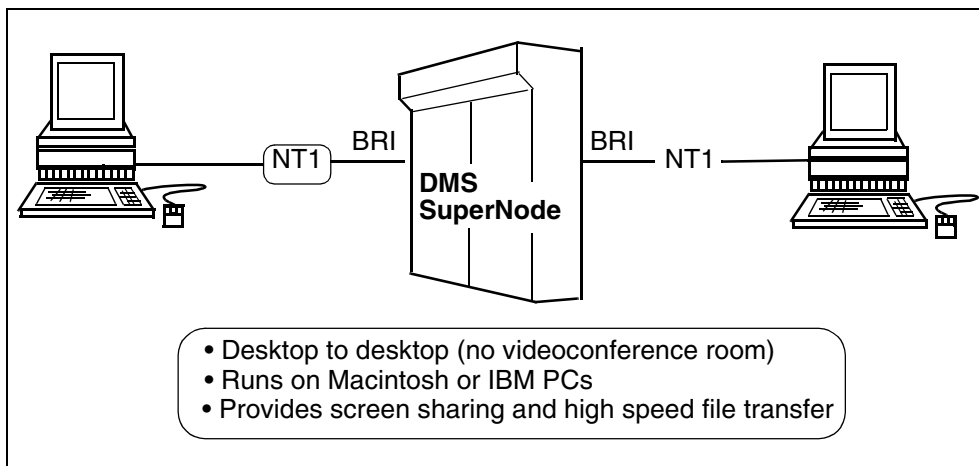 NT1
BRI
DMS
SuperNode
BRI
NT1
• Desktop to desktop (no videoconference room)
• Runs on Macintosh or IBM PCs
• Provides screen sharing and high speed file transfer